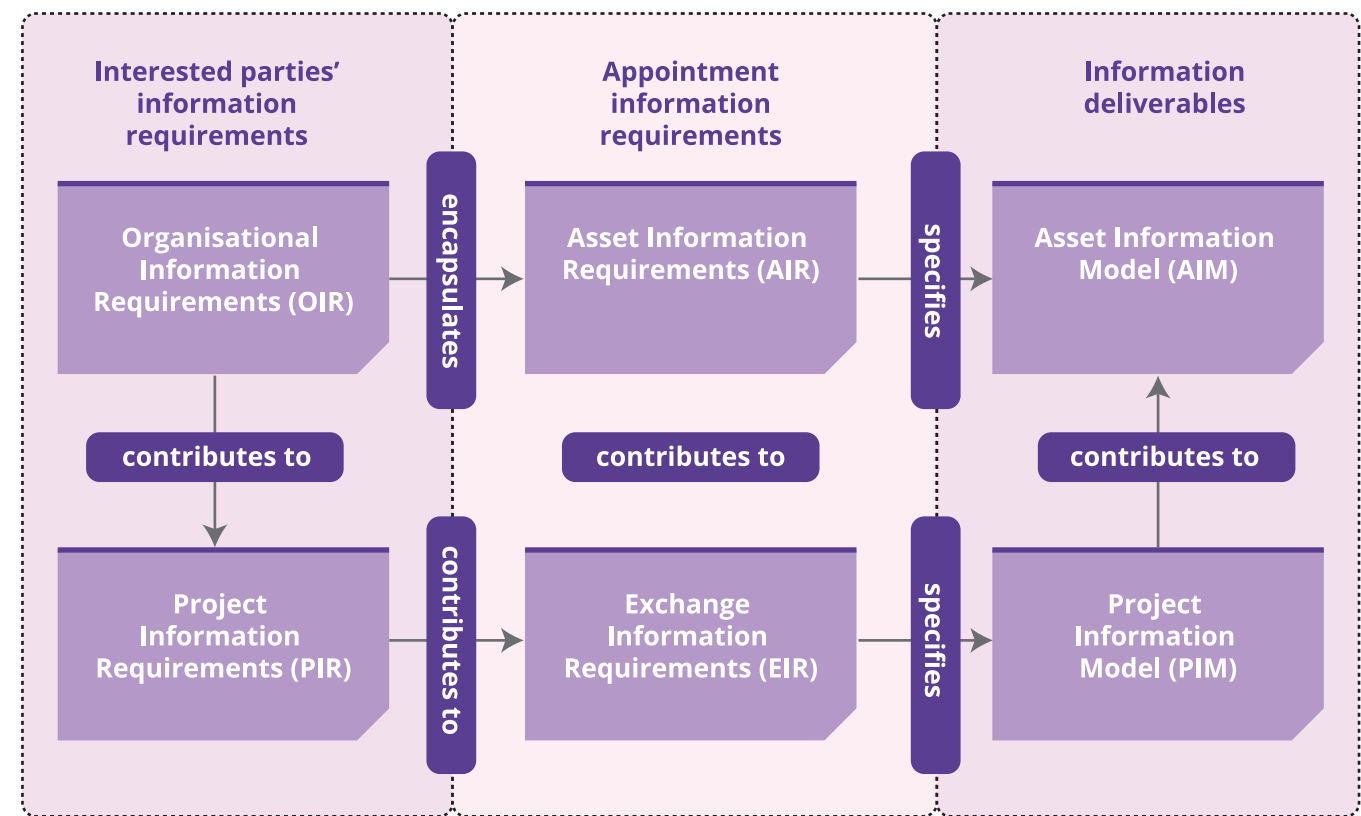 Interested parties’
information
requirements
Appointment
information
requirements
Information
deliverables
Organisational
Information
Requirements (OIR)
encapsulates
Asset Information
Requirements (AIR)
specifies
Asset Information
Model (AIM)
contributes to
contributes to
contributes to
Project
Information
Requirements (PIR)
contributes to
Exchange
Information
Requirements (EIR)
specifies
Project
Information
Model (PIM)